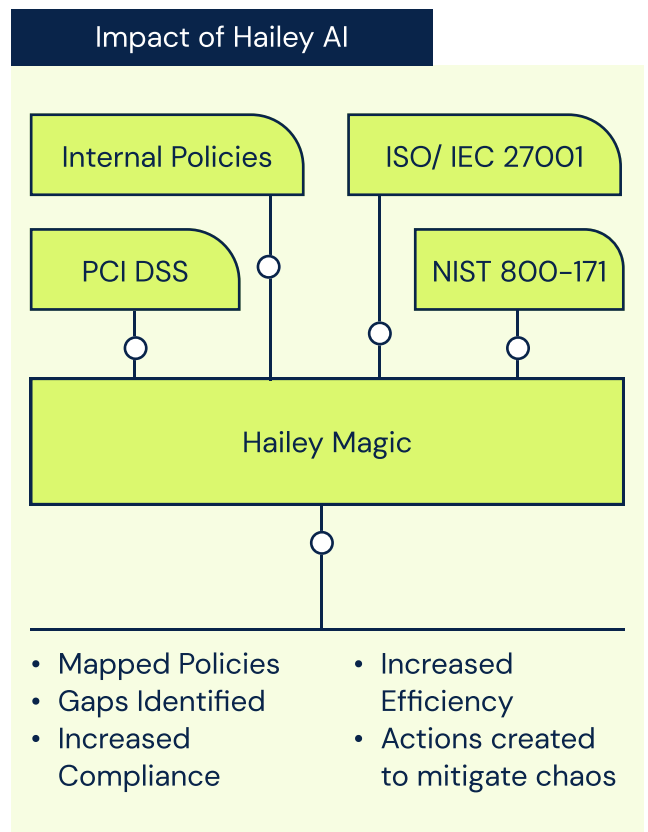 Impact of Hailey AI
Internal Policies
ISO/ IEC 27001
PCI DSS
NIST 800-171
Hailey Magic
• Mapped Policies
• Gaps Identified
• Increased
Compliance
• Increased
Efficiency
• Actions created
to mitigate chaos